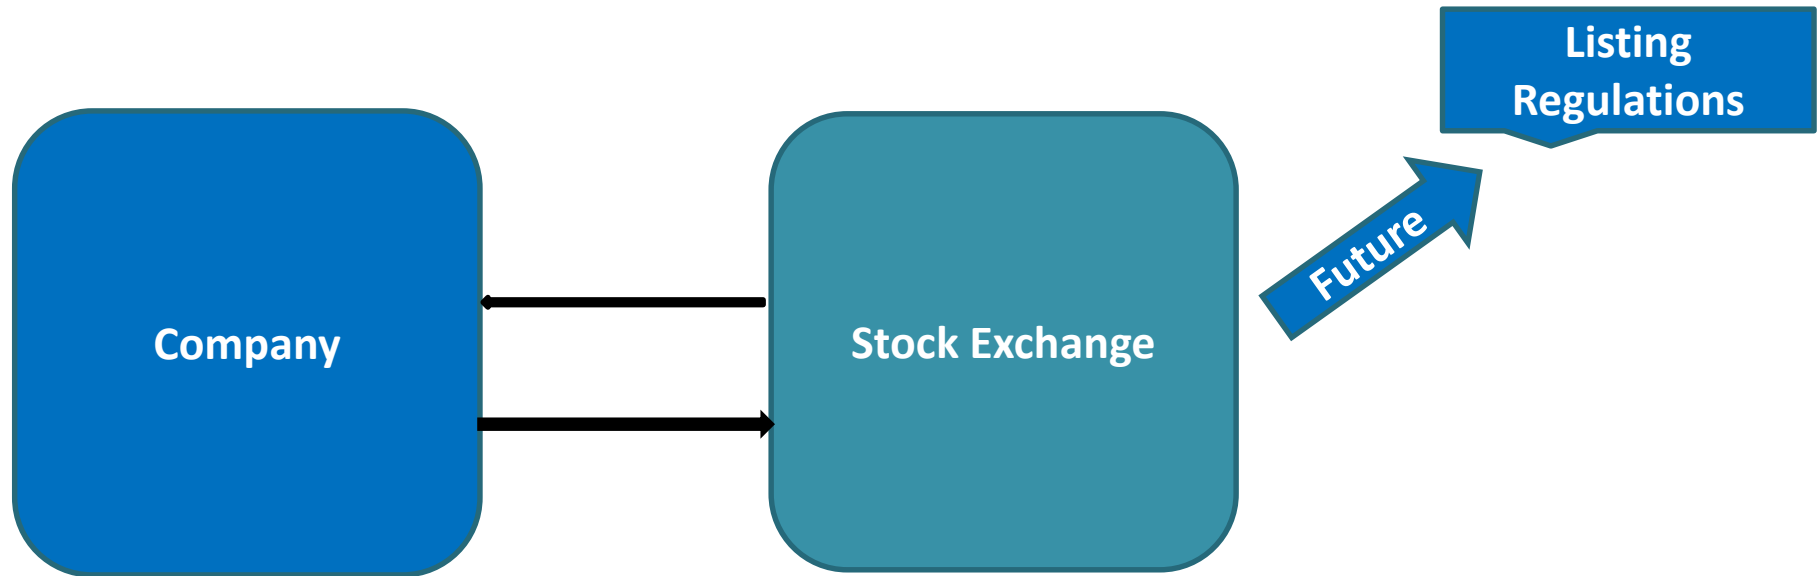 Listing
Regulations
Future
Company
Stock Exchange